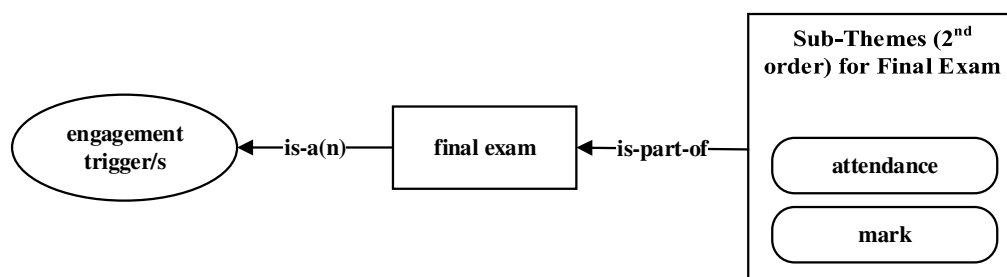 Sub-Themes (2nd
order) for Final Exam
engagement
trigger/s
is-a(n)
final exam
is-part-of
attendance
mark